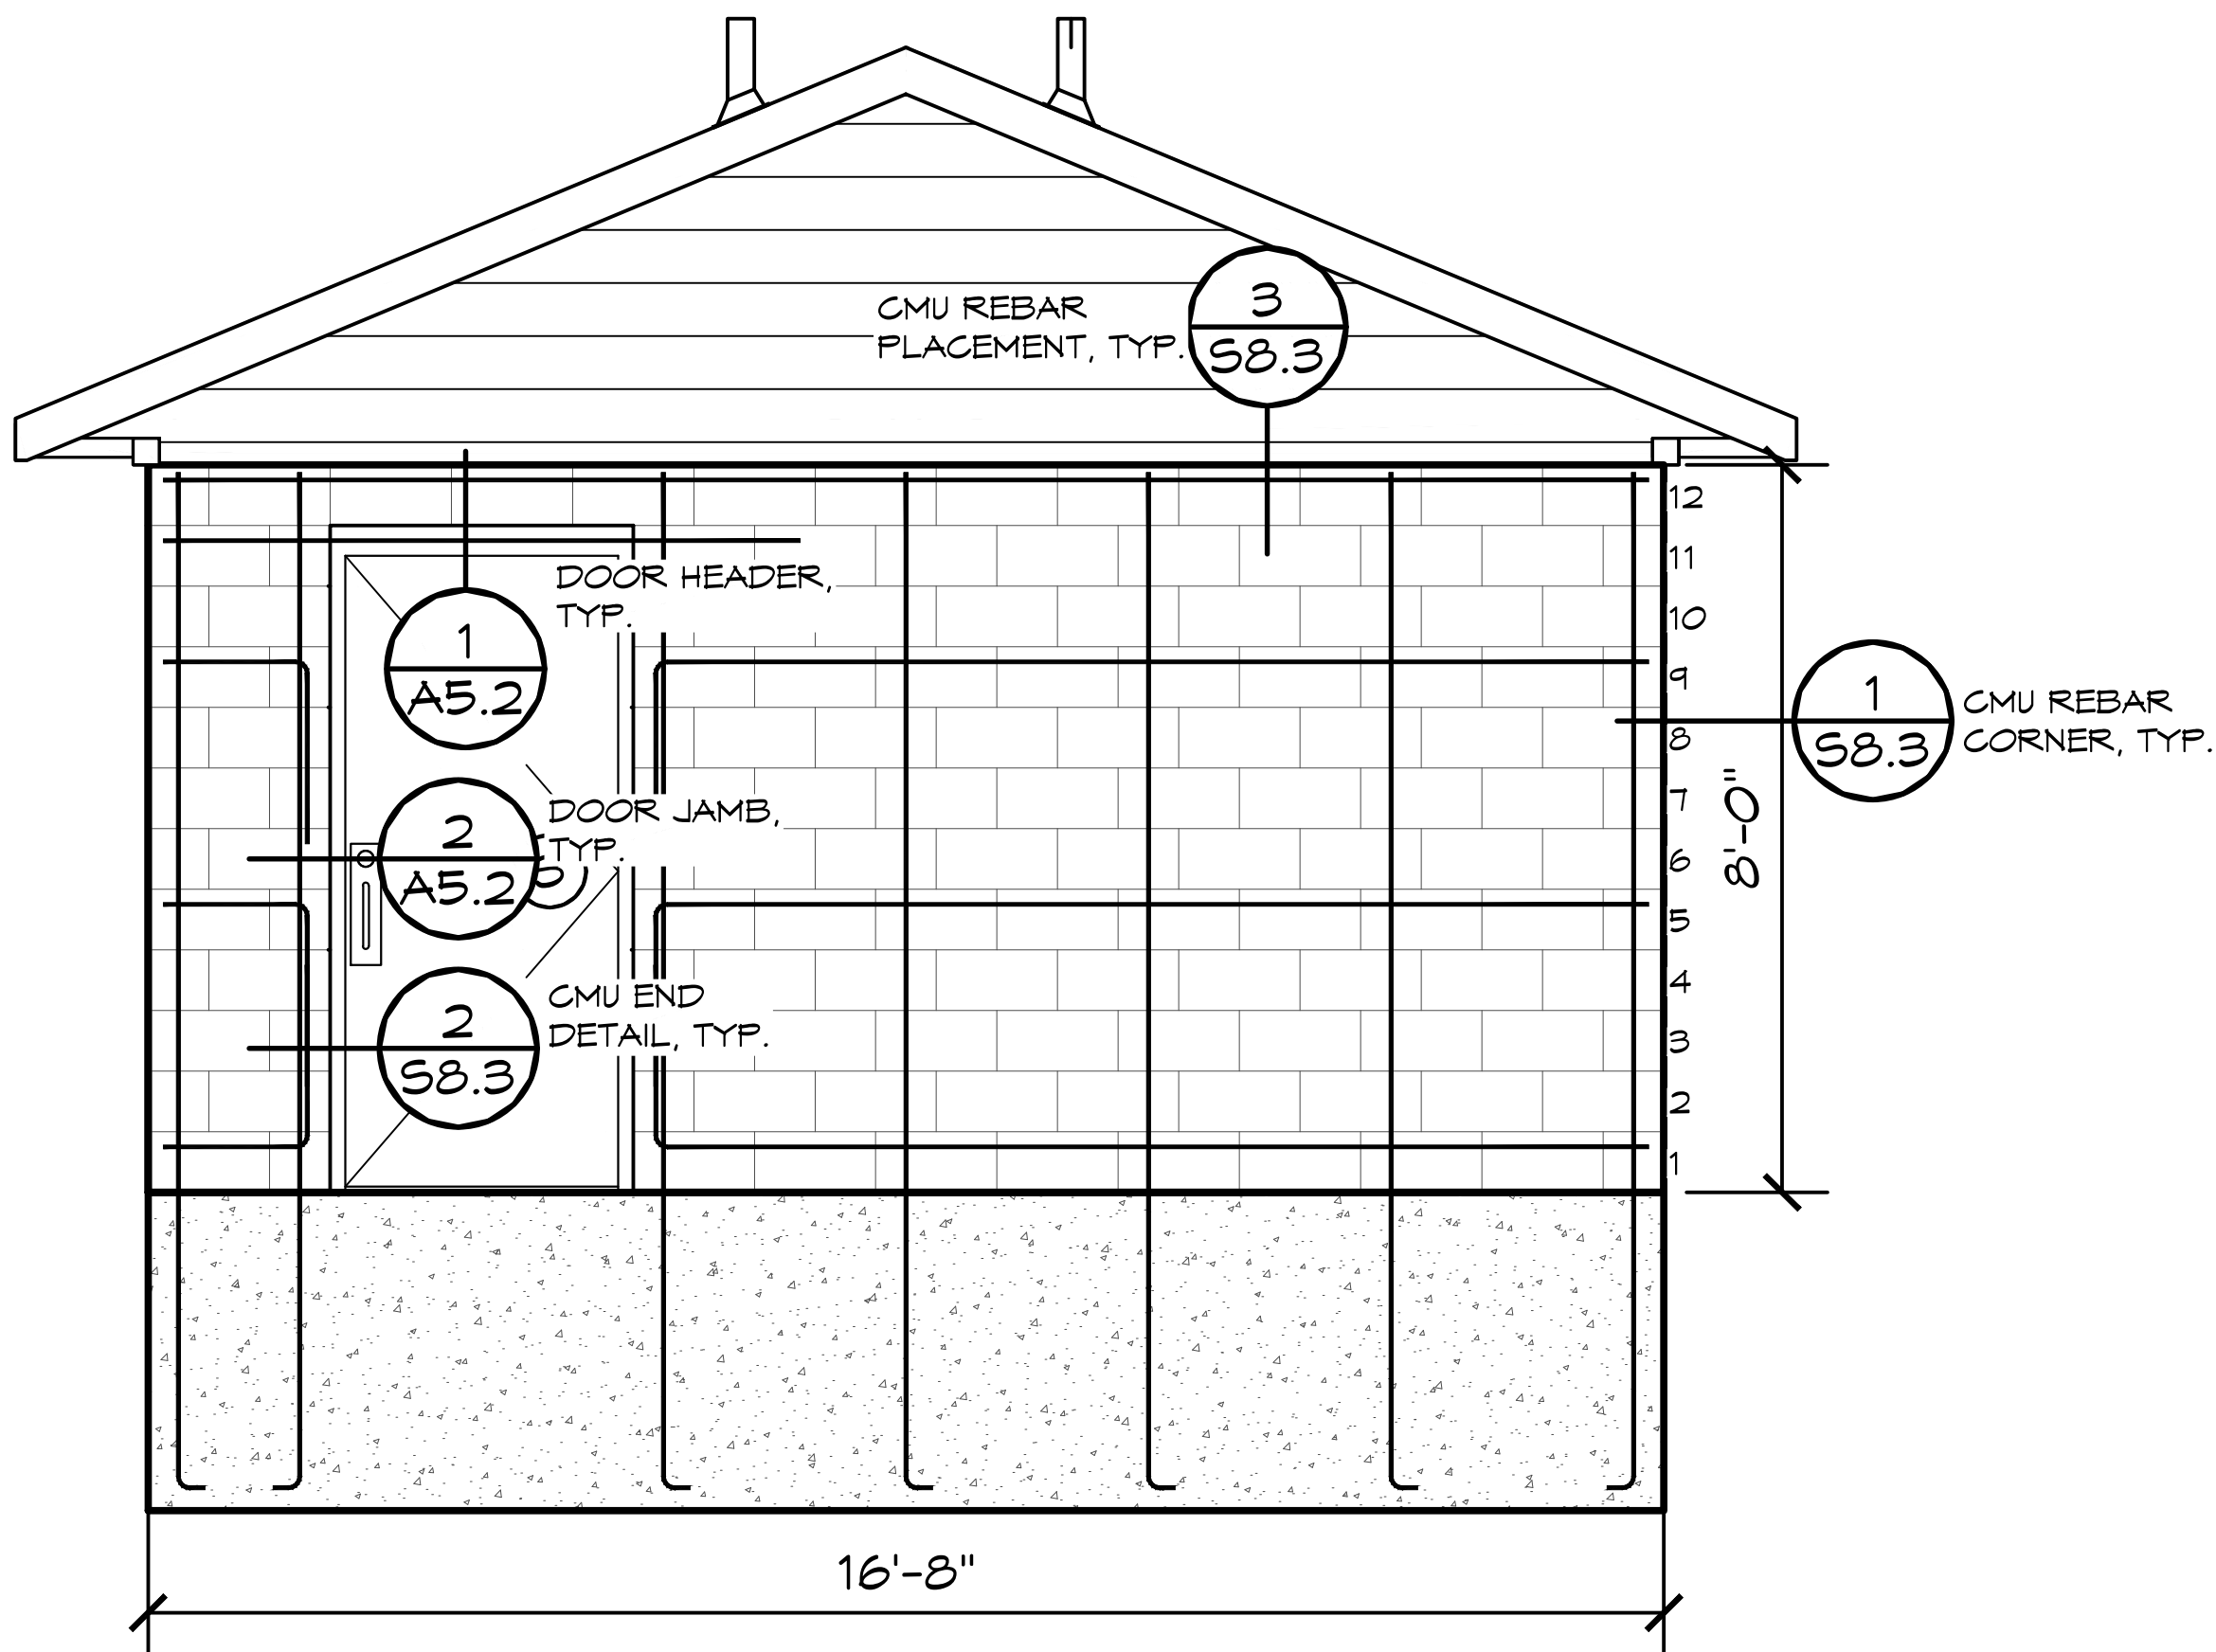 3
S8.3
CMU REBAR
PLACEMENT, TYP.
12
11
10
9
8
7
6
5
4
3
2
1
DOOR HEADER,
TYP.
1
A5.2
1
S8.3
CMU REBAR
CORNER, TYP.
8'-0"
DOOR JAMB,
TYP.
2
A5.2
CMU END
DETAIL, TYP.
2
S8.3
16'-8"